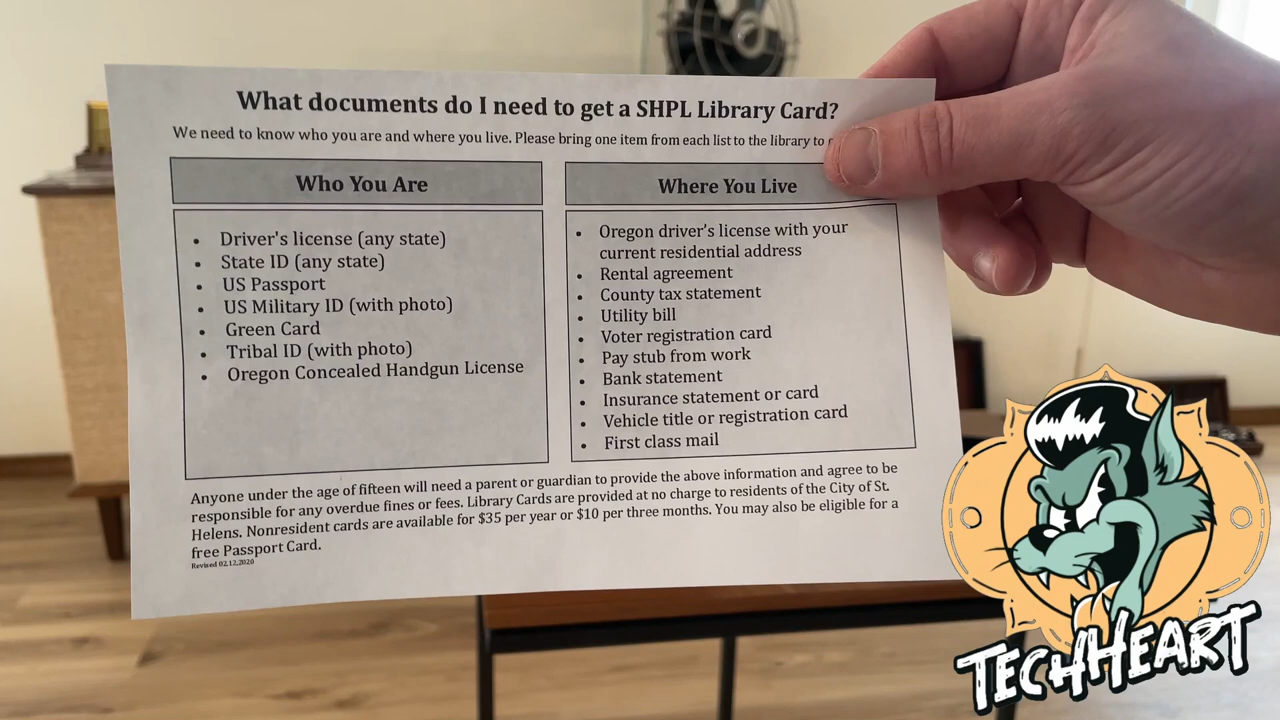 What documents do I need to get a SHPL Library Card?
We need to know who you are and where you live. Please bring one item from each list to the library to
Who You Are
• Driver's license (any state)
• State ID (any state)
• US Passport
• US Military ID (with photo)
• Green Card
• Tribal ID (with photo)
• Oregon Concealed Handgun License
Where You Live
• Oregon driver's license with your
current residential address
• Rental agreement
• County tax statement
• Utility bill
• Voter registration card
• Pay stub from work
• Bank statement
• Insurance statement or card
• Vehicle title or registration card
• First class mail
Anyone under the age of fifteen will need a parent or guardian to provide the above information and agree to be
responsible for any overdue fines or fees. Library Cards are provided at no charge to residents of the City of St.
Helens. Nonresident cards are available for $35 per year or $10 per three months. You may also be eligible for a
free Passport Card.
Revised 02.12.2020
TECHHEART